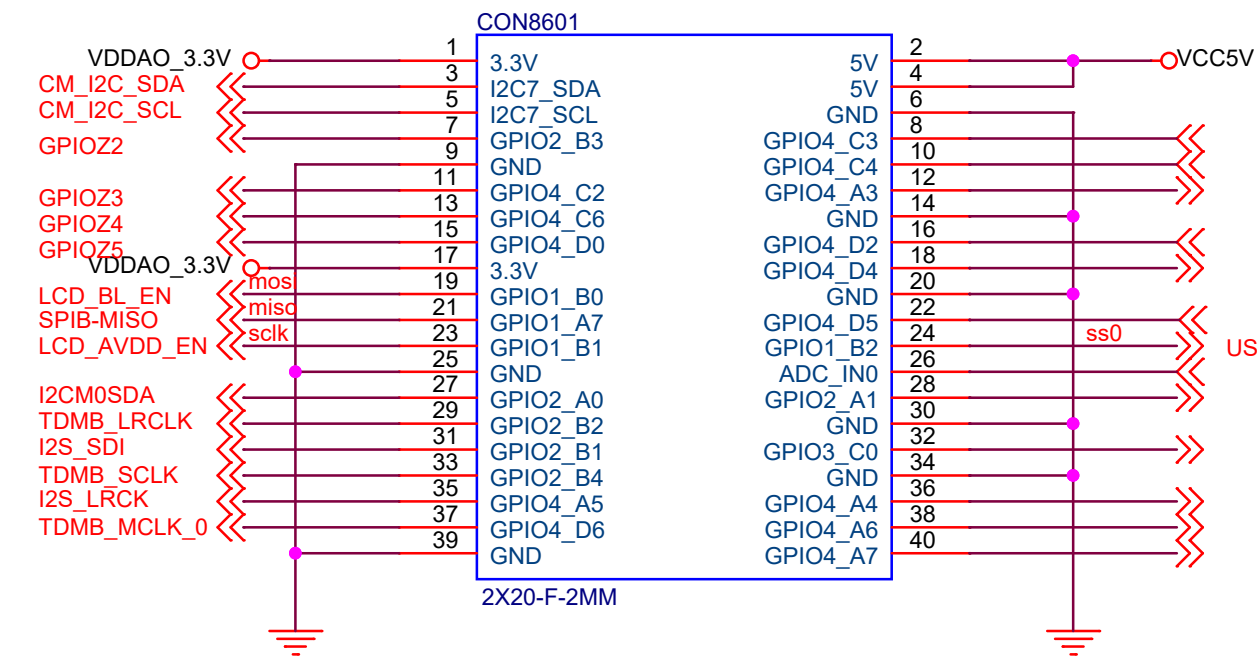 CON8601
VDDAO_3.3V 1 3.3V 5V 2 VCC5V
CM_I2C_SDA 3 I2C7_SDA 5V 4
CM_I2C_SCL 5 I2C7_SCL GND 6
GPIOZ2 7 GPIO2_B3 GPIO4_C3 8
9 GND GPIO4_C4 10
GPIOZ3 11 GPIO4_C2 GPIO4_A3 12
GPIOZ4 13 GPIO4_C6 GND 14
GPIOZ5 15 GPIO4_D0 GPIO4_D2 16
VDDAO_3.3V 17 3.3V GPIO4_D4 18
LCD_BL_EN mosi 19 GPIO1_B0 GND 20
SPIB-MISO miso 21 GPIO1_A7 GPIO4_D5 22
LCD_AVDD_EN sclk 23 GPIO1_B1 GPIO1_B2 24 ss0 US
25 GND ADC_IN0 26
I2CM0SDA 27 GPIO2_A0 GPIO2_A1 28
TDMB_LRCLK 29 GPIO2_B2 GND 30
I2S_SDI 31 GPIO2_B1 GPIO3_C0 32
TDMB_SCLK 33 GPIO2_B4 GND 34
I2S_LRCK 35 GPIO4_A5 GPIO4_A4 36
TDMB_MCLK_0 37 GPIO4_D6 GPIO4_A6 38
39 GND GPIO4_A7 40
2X20-F-2MM